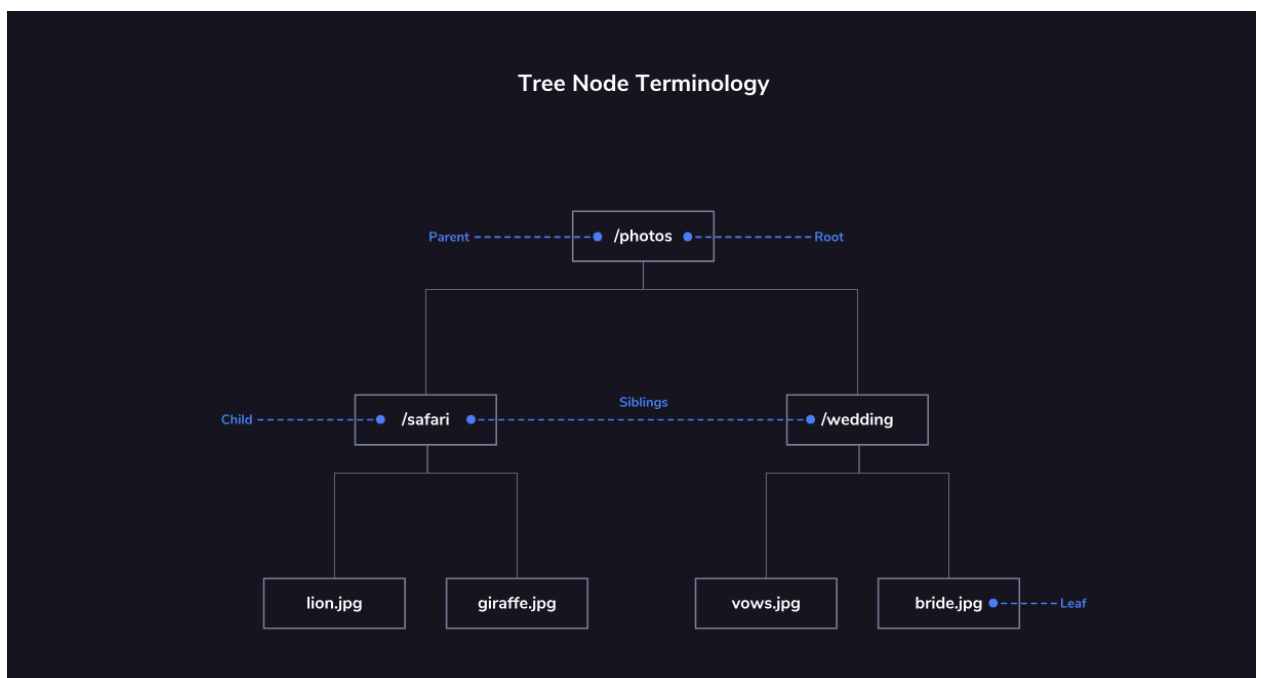 Tree Node Terminology
Parent /photos Root
Siblings
Child /safari /wedding
lion.jpg giraffe.jpg vows.jpg bride.jpg Leaf